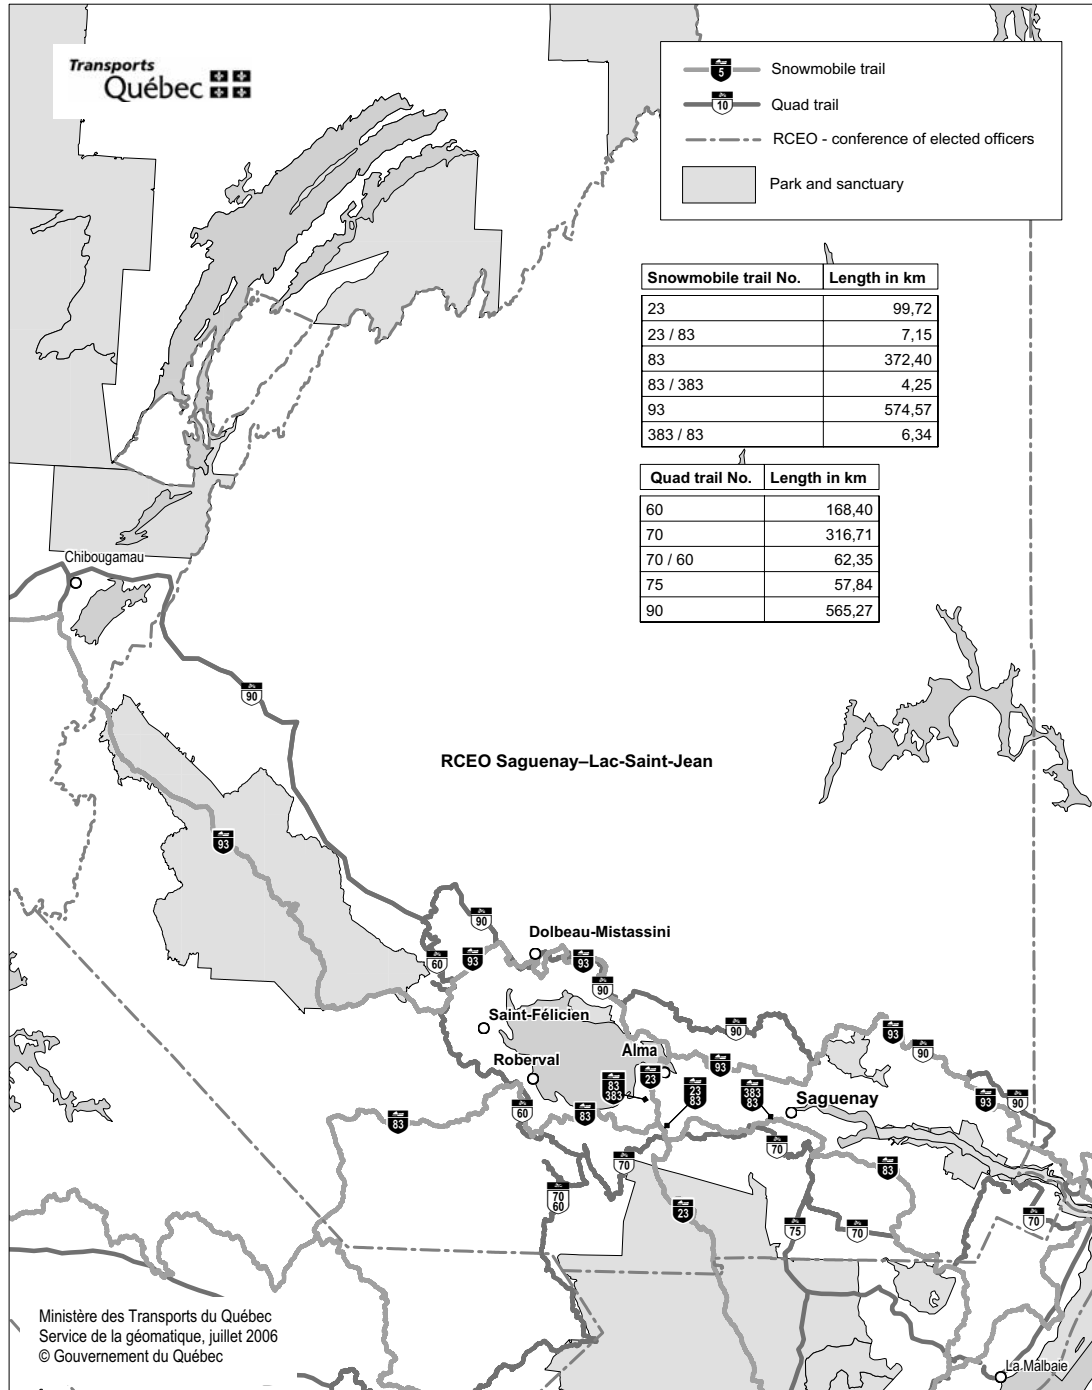 Transports
Québec
5
Snowmobile trail
10
Quad trail
RCEO - conference of elected officers
Park and sanctuary
Snowmobile trail No. Length in km
23 99,72
23 / 83 7,15
83 372,40
83 / 383 4,25
93 574,57
383 / 83 6,34
Quad trail No. Length in km
60 168,40
70 316,71
70 / 60 62,35
75 57,84
90 565,27
Chibougamau
90
RCEO Saguenay–Lac-Saint-Jean
93
90
Dolbeau-Mistassini
60
93
93
90
Saint-Félicien
90
93
90
Roberval
Alma
93
23
83
383
23
83
383
83
Saguenay
93
90
60
83
83
70
70
83
70
60
23
75
70
70
Ministère des Transports du Québec
Service de la géomatique, juillet 2006
© Gouvernement du Québec
La Malbaie